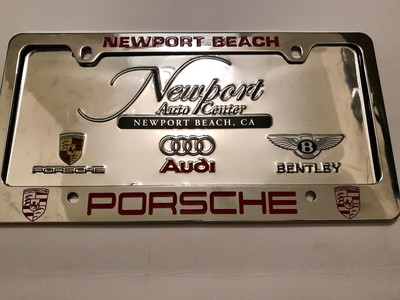 NEWPORT BEACH
Newport
Auto Center
NEWPORT BEACH, CA
PORSCHE
Audi
B
BENTLEY
PORSCHE